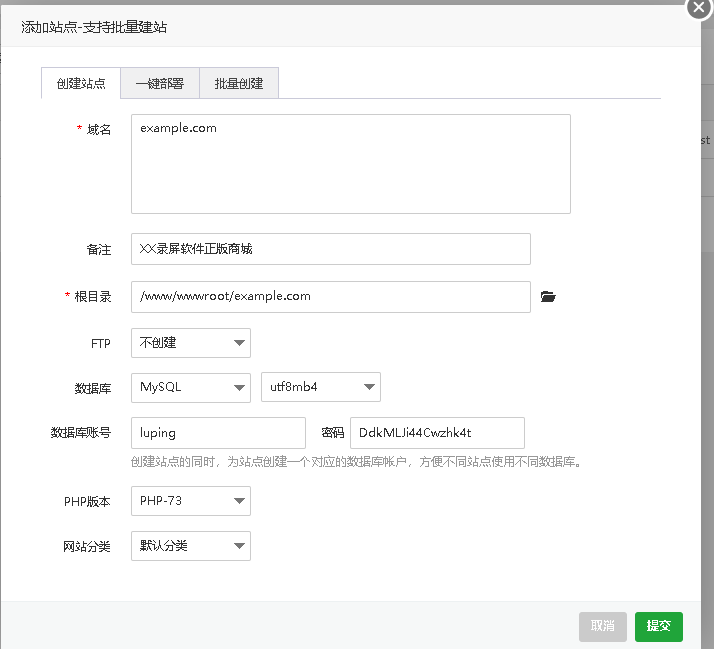 添加站点-支持批量建站
创建站点 一键部署 批量创建
* 域名 example.com
st
备注 XX录屏软件正版商城
* 根目录 /www/wwwroot/example.com
FTP 不创建
数据库 MySQL utf8mb4
数据库账号 luping 密码 DdkMLJi44Cwzhk4t
创建站点的同时，为站点创建一个对应的数据库帐户，方便不同站点使用不同数据库。
PHP版本 PHP-73
网站分类 默认分类
取消 提交